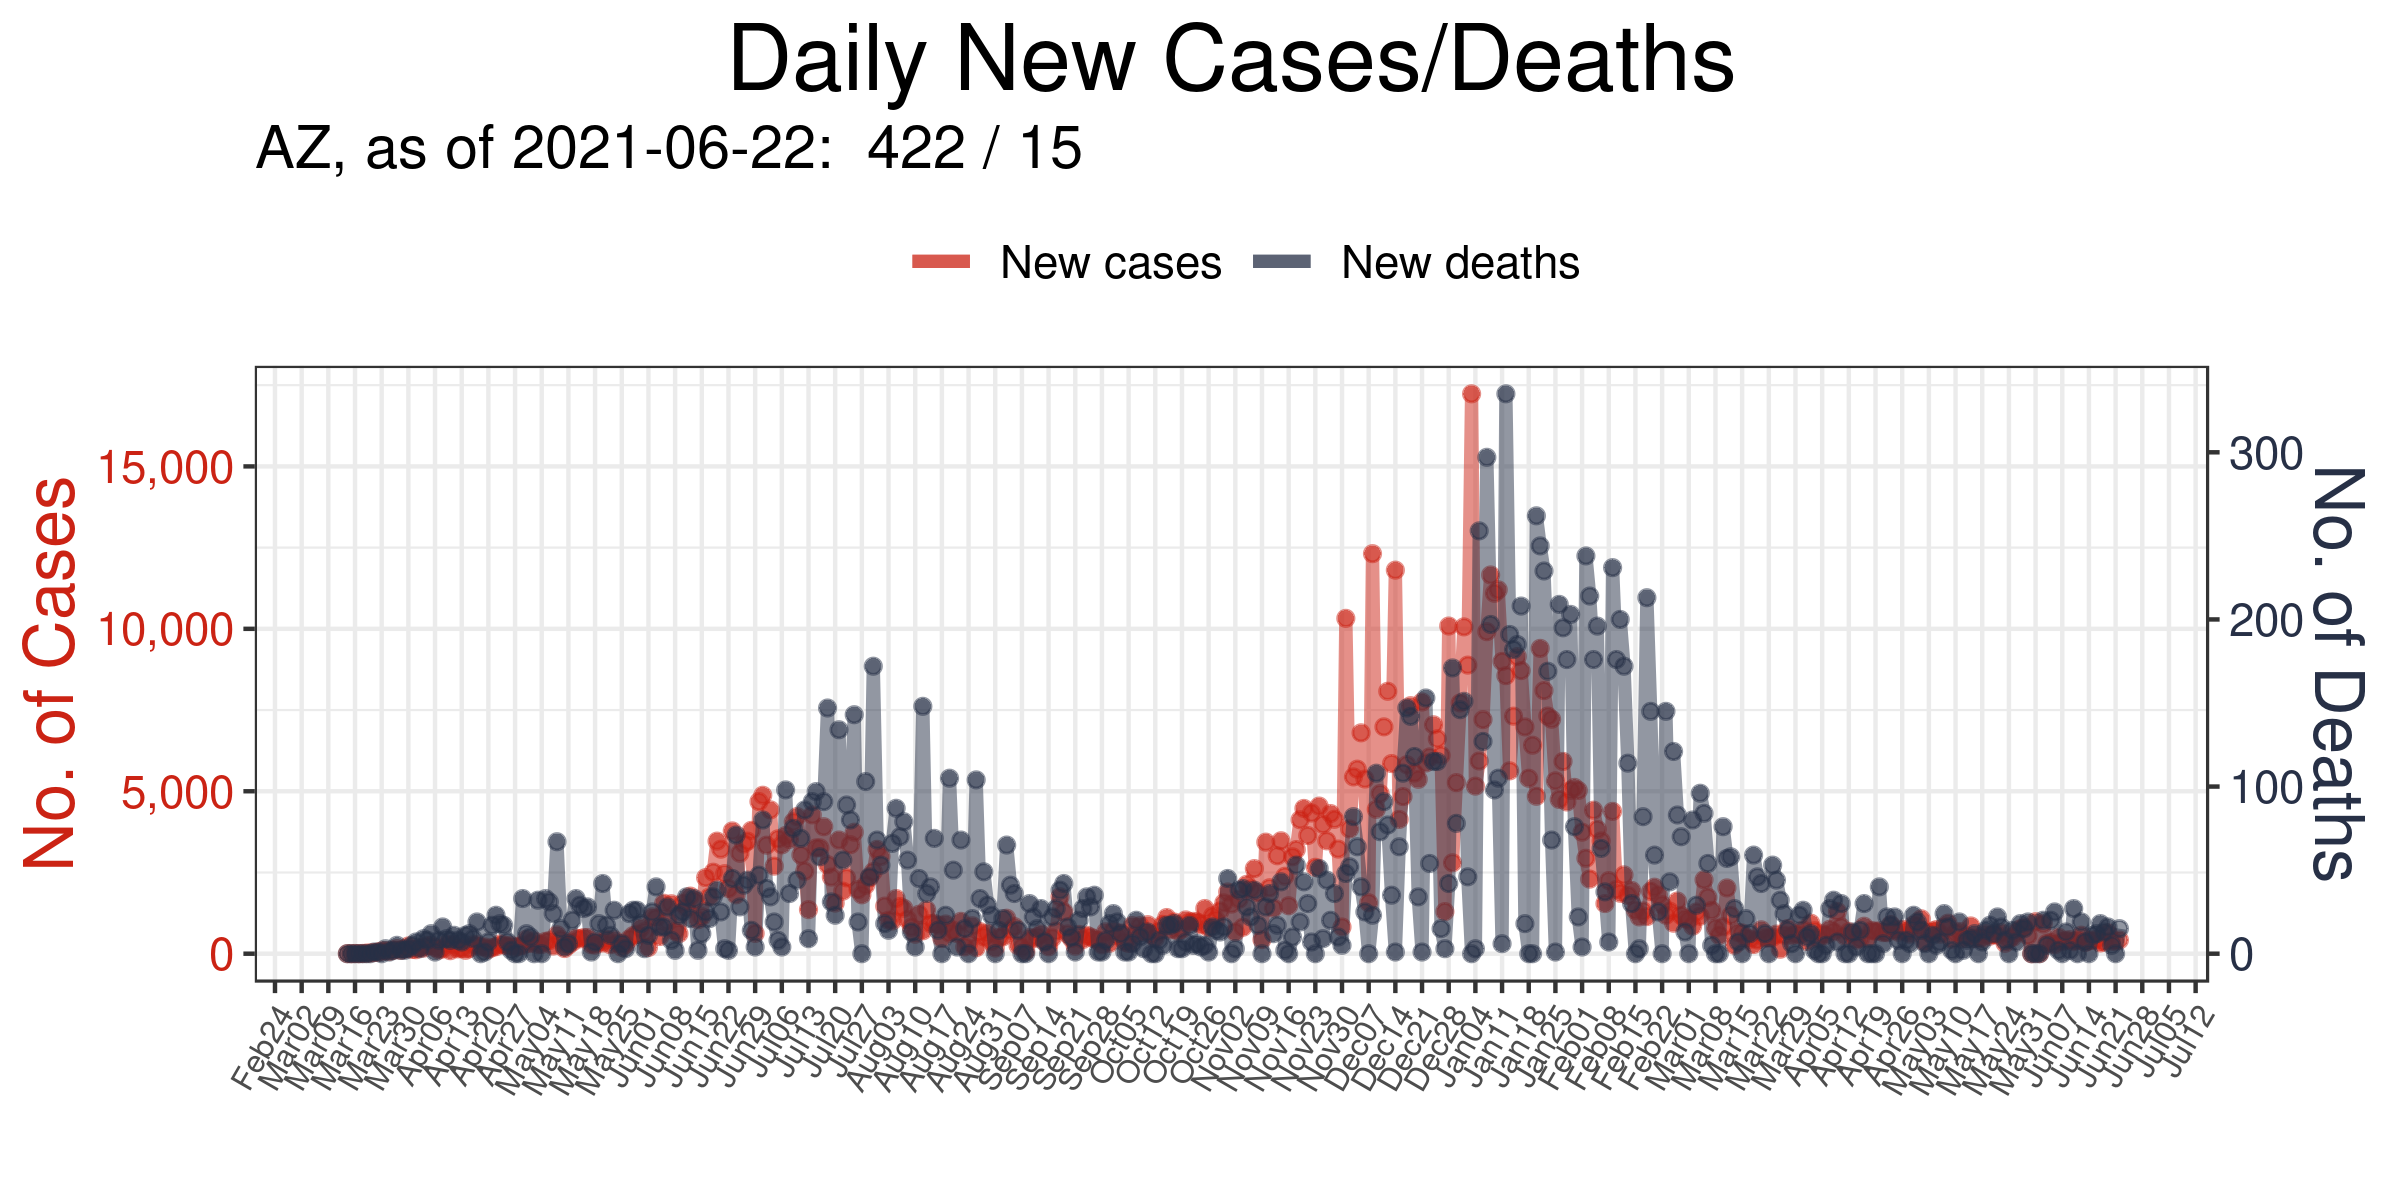 Daily New Cases/Deaths
AZ, as of 2021-06-22: 422 / 15
New cases New deaths
No. of Cases
15,000
10,000
5,000
0
300
200
100
0
No. of Deaths
Feb24 Mar02 Mar09 Mar16 Mar23 Mar30 Apr06 Apr13 Apr20 Apr27 May04 May11 May18 May25 Jun01 Jun08 Jun15 Jun22 Jun29 Jul06 Jul13 Jul20 Jul27 Aug03 Aug10 Aug17 Aug24 Aug31 Sep07 Sep14 Sep21 Sep28 Oct05 Oct12 Oct19 Oct26 Nov02 Nov09 Nov16 Nov23 Nov30 Dec07 Dec14 Dec21 Dec28 Jan04 Jan11 Jan18 Jan25 Feb01 Feb08 Feb15 Feb22 Mar01 Mar08 Mar15 Mar22 Mar29 Apr05 Apr12 Apr19 Apr26 May03 May10 May17 May24 May31 Jun07 Jun14 Jun21 Jun28 Jul05 Jul12